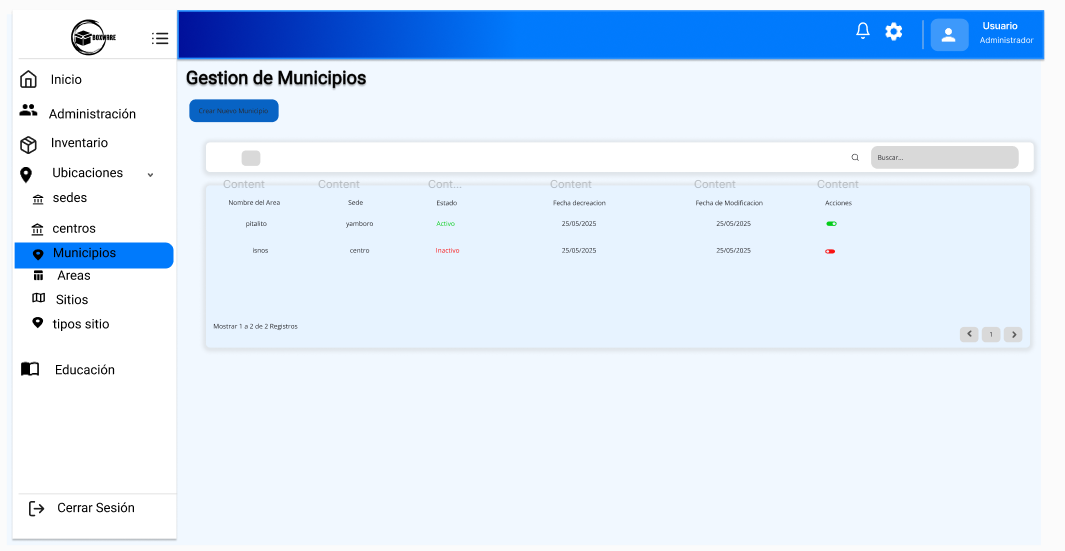 BOXWARE
Usuario
Administrador
Inicio
Administración
Inventario
Ubicaciones
sedes
centros
Municipios
Areas
Sitios
tipos sitio
Educación
Cerrar Sesión
Gestion de Municipios
Crear Nuevo Municipio
Buscar...
Content Content Cont... Content Content Content
Nombre del Area Sede Estado Fecha decreacion Fecha de Modificacion Acciones
pitalito yamboro Activo 25/05/2025 25/05/2025
isnos centro Inactivo 25/05/2025 25/05/2025
Mostrar 1 a 2 de 2 Registros
1